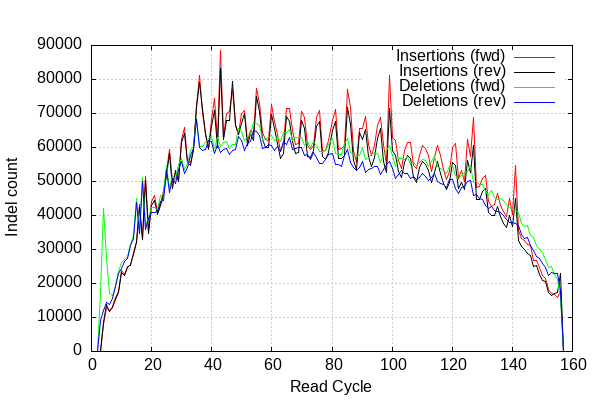 Insertions (fwd)
Insertions (rev)
Deletions (fwd)
Deletions (rev)
90000
80000
70000
60000
50000
40000
30000
20000
10000
0
Indel count
0 20 40 60 80 100 120 140 160
Read Cycle